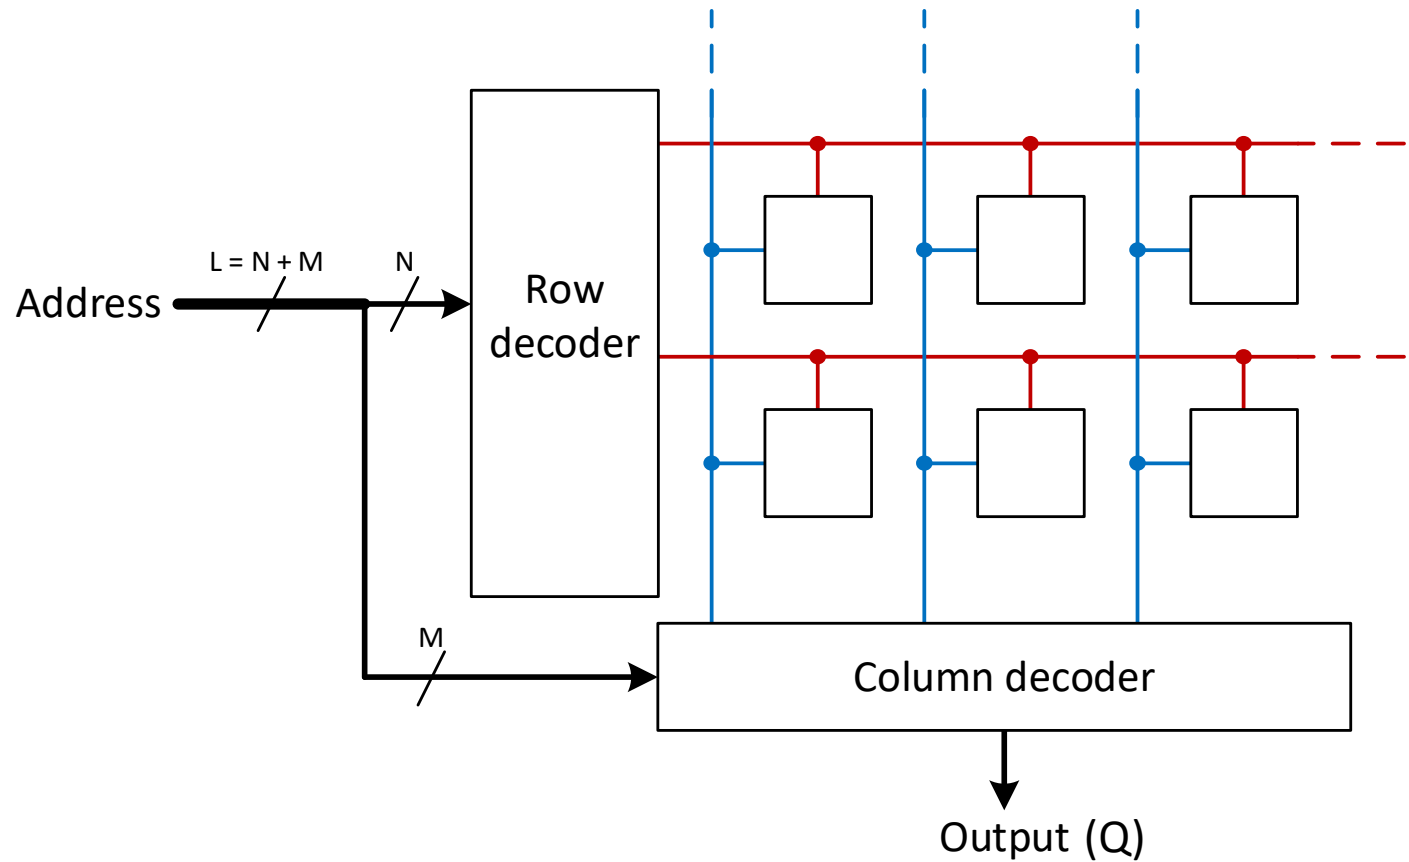 L = N + M
N
Address
Row
decoder
M
Column decoder
Output (Q)